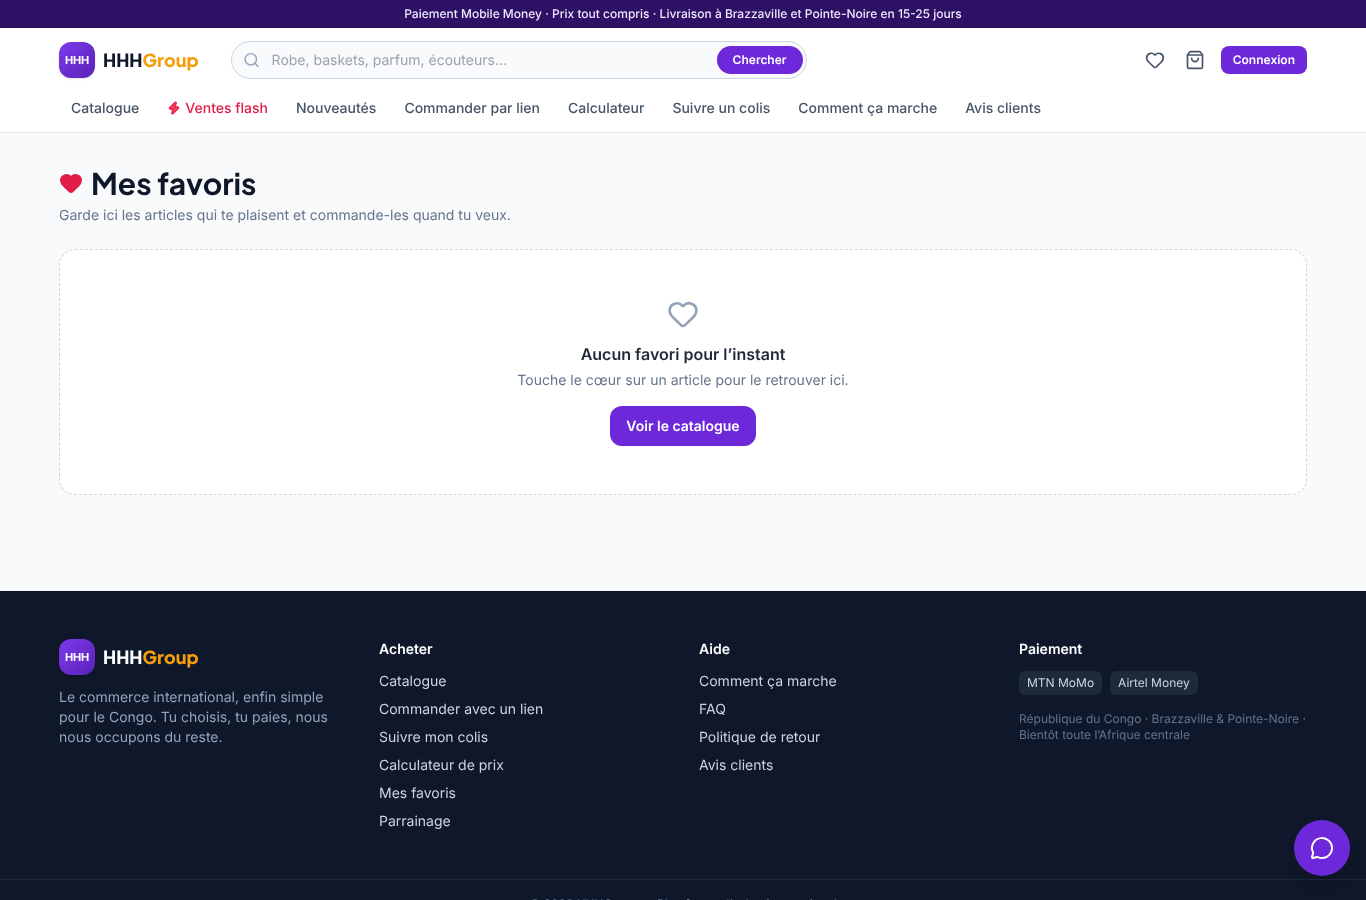 Paiement Mobile Money · Prix tout compris · Livraison à Brazzaville et Pointe-Noire en 15-25 jours
HHH HHHGroup
Robe, baskets, parfum, écouteurs...
Chercher
Connexion
Catalogue
Ventes flash
Nouveautés
Commander par lien
Calculateur
Suivre un colis
Comment ça marche
Avis clients
Mes favoris
Garde ici les articles qui te plaisent et commande-les quand tu veux.
Aucun favori pour l’instant
Touche le cœur sur un article pour le retrouver ici.
Voir le catalogue
HHH HHHGroup
Le commerce international, enfin simple
pour le Congo. Tu choisis, tu paies, nous
nous occupons du reste.
Acheter
Catalogue
Commander avec un lien
Suivre mon colis
Calculateur de prix
Mes favoris
Parrainage
Aide
Comment ça marche
FAQ
Politique de retour
Avis clients
Paiement
MTN MoMo
Airtel Money
République du Congo · Brazzaville & Pointe-Noire ·
Bientôt toute l’Afrique centrale